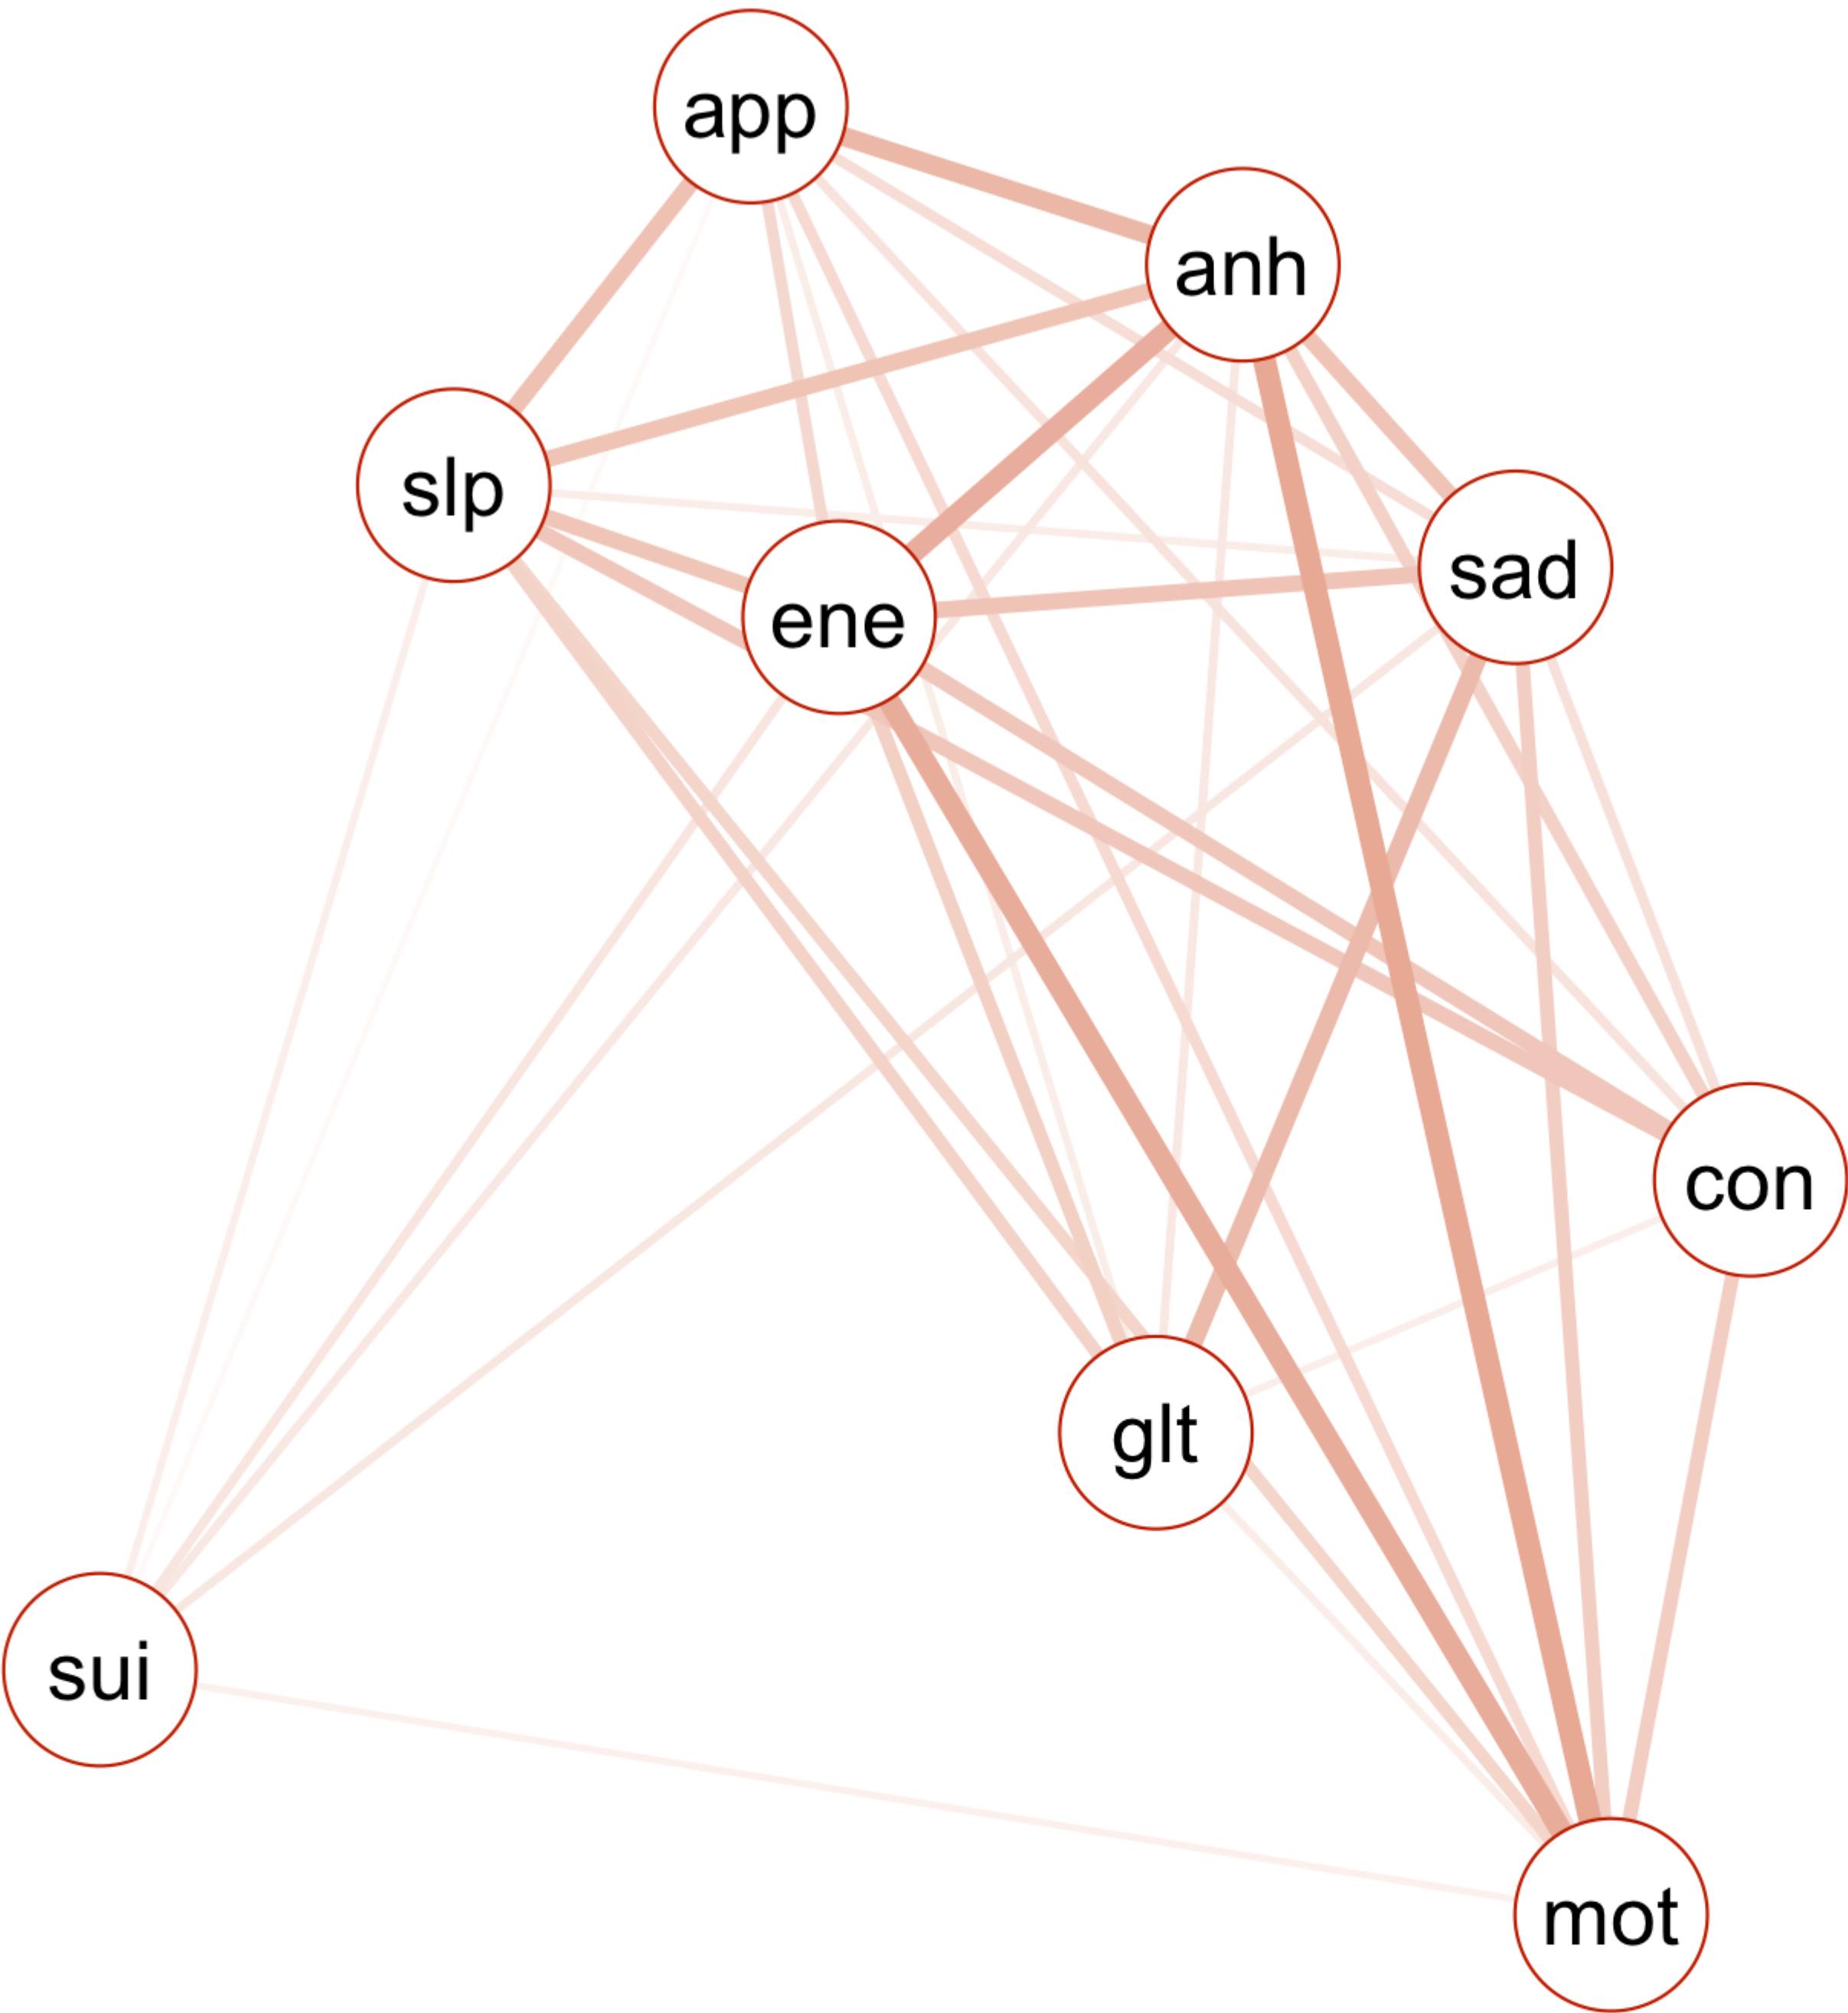 app
anh
slp
sad
ene
con
glt
sui
mot